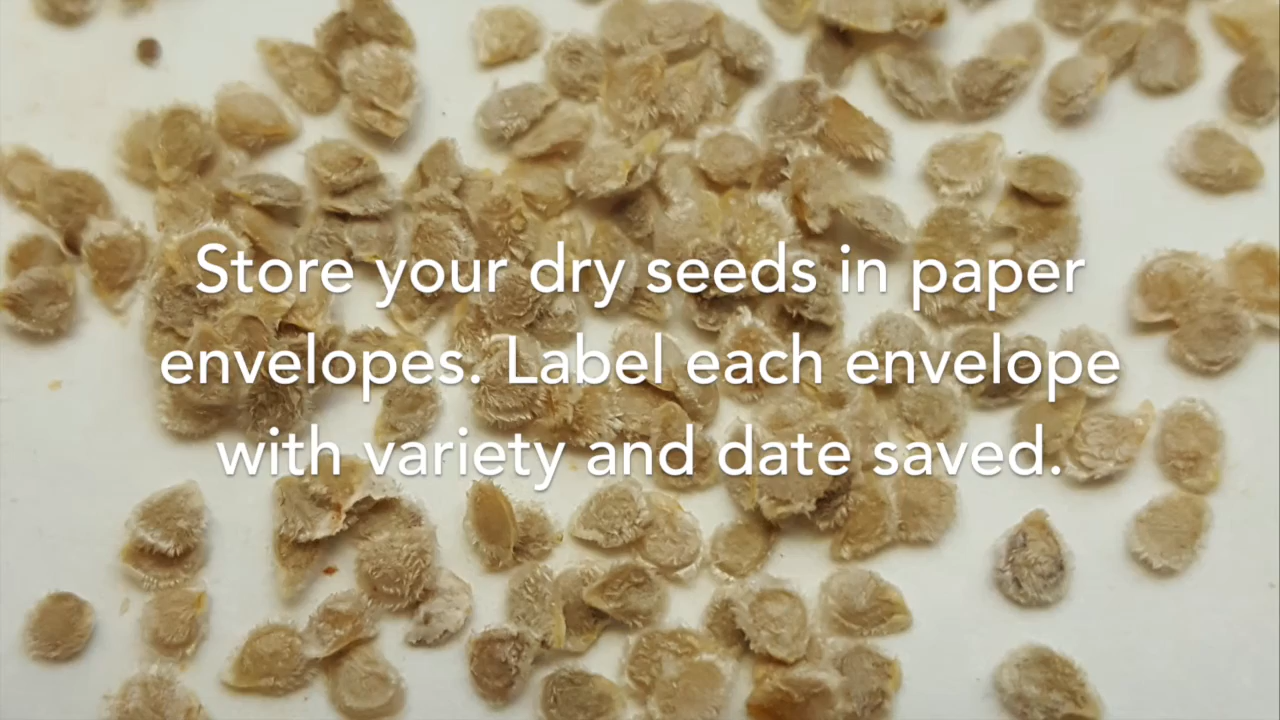 Store your dry seeds in paper
envelopes. Label each envelope
with variety and date saved.